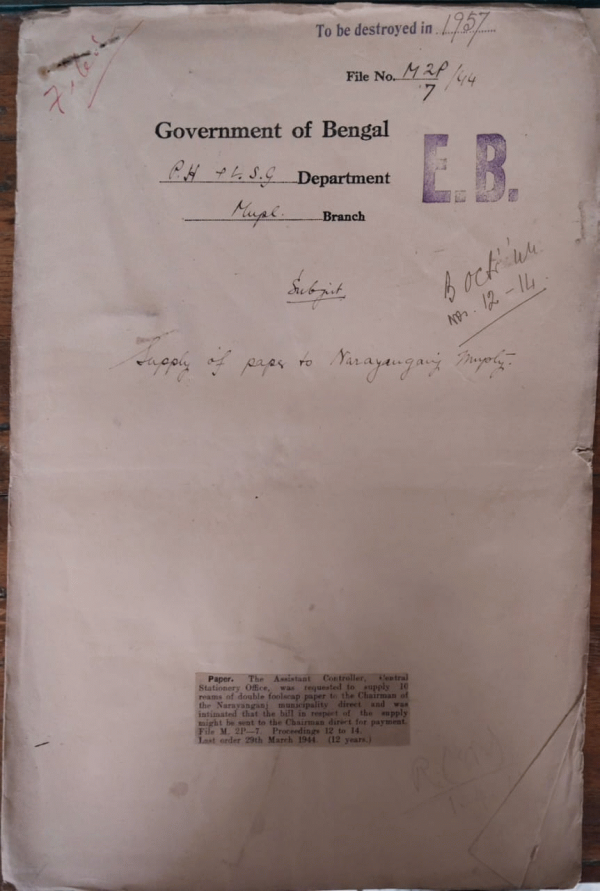 To be destroyed in 1957
Filed
File No. M 2P/7 /44
Government of Bengal
E.B.
P.H & L.S.G Department
Mupl. Branch
B Oct
Nos. 12-14.
Subject
Supply of paper to Narayanganj Mupty.
Paper. The Assistant Controller, Central
Stationery Office, was requested to supply 10
reams of double foolscap paper to the Chairman of
the Narayanganj municipality direct and was
intimated that the bill in respect of the supply
might be sent to the Chairman direct for payment.
File M. 2P—7. Proceedings 12 to 14.
Last order 29th March 1944. (12 years.)